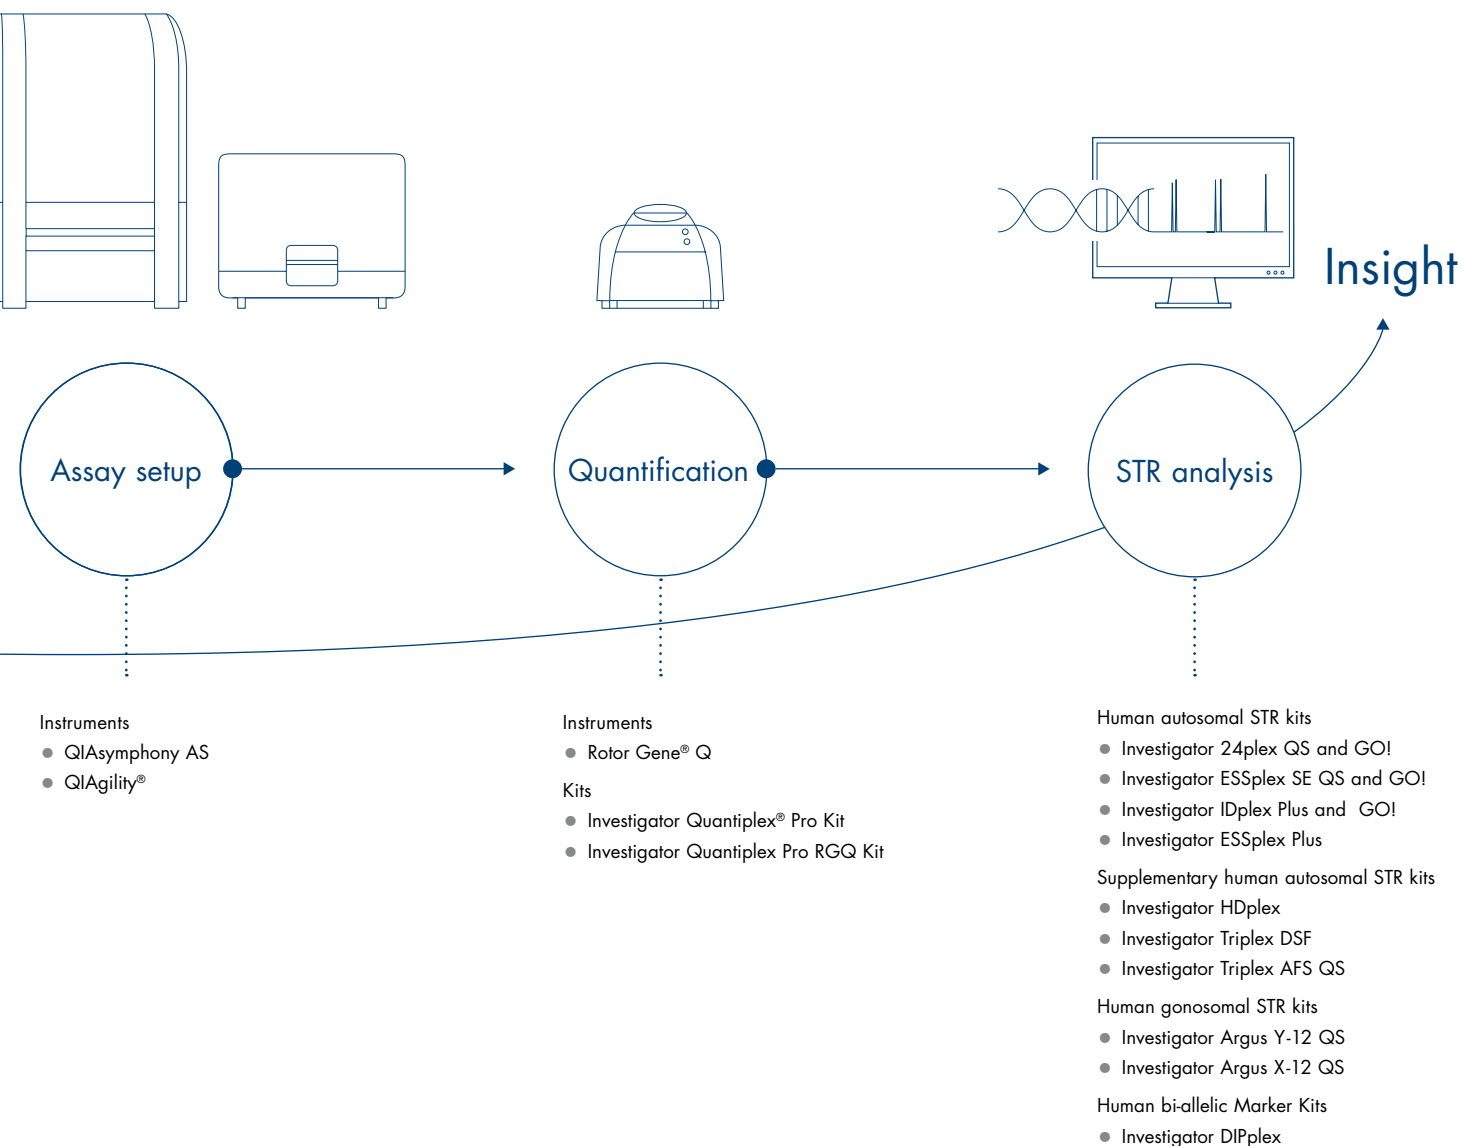 Insight
Assay setup
Quantification
STR analysis
Instruments
QIAsymphony AS
QIAgility®
Instruments
Rotor Gene® Q
Kits
Investigator Quantiplex® Pro Kit
Investigator Quantiplex Pro RGQ Kit
Human autosomal STR kits
Investigator 24plex QS and GO!
Investigator ESSplex SE QS and GO!
Investigator IDplex Plus and  GO!
Investigator ESSplex Plus
Supplementary human autosomal STR kits
Investigator HDplex
Investigator Triplex DSF
Investigator Triplex AFS QS
Human gonosomal STR kits
Investigator Argus Y-12 QS
Investigator Argus X-12 QS
Human bi-allelic Marker Kits
Investigator DIPplex